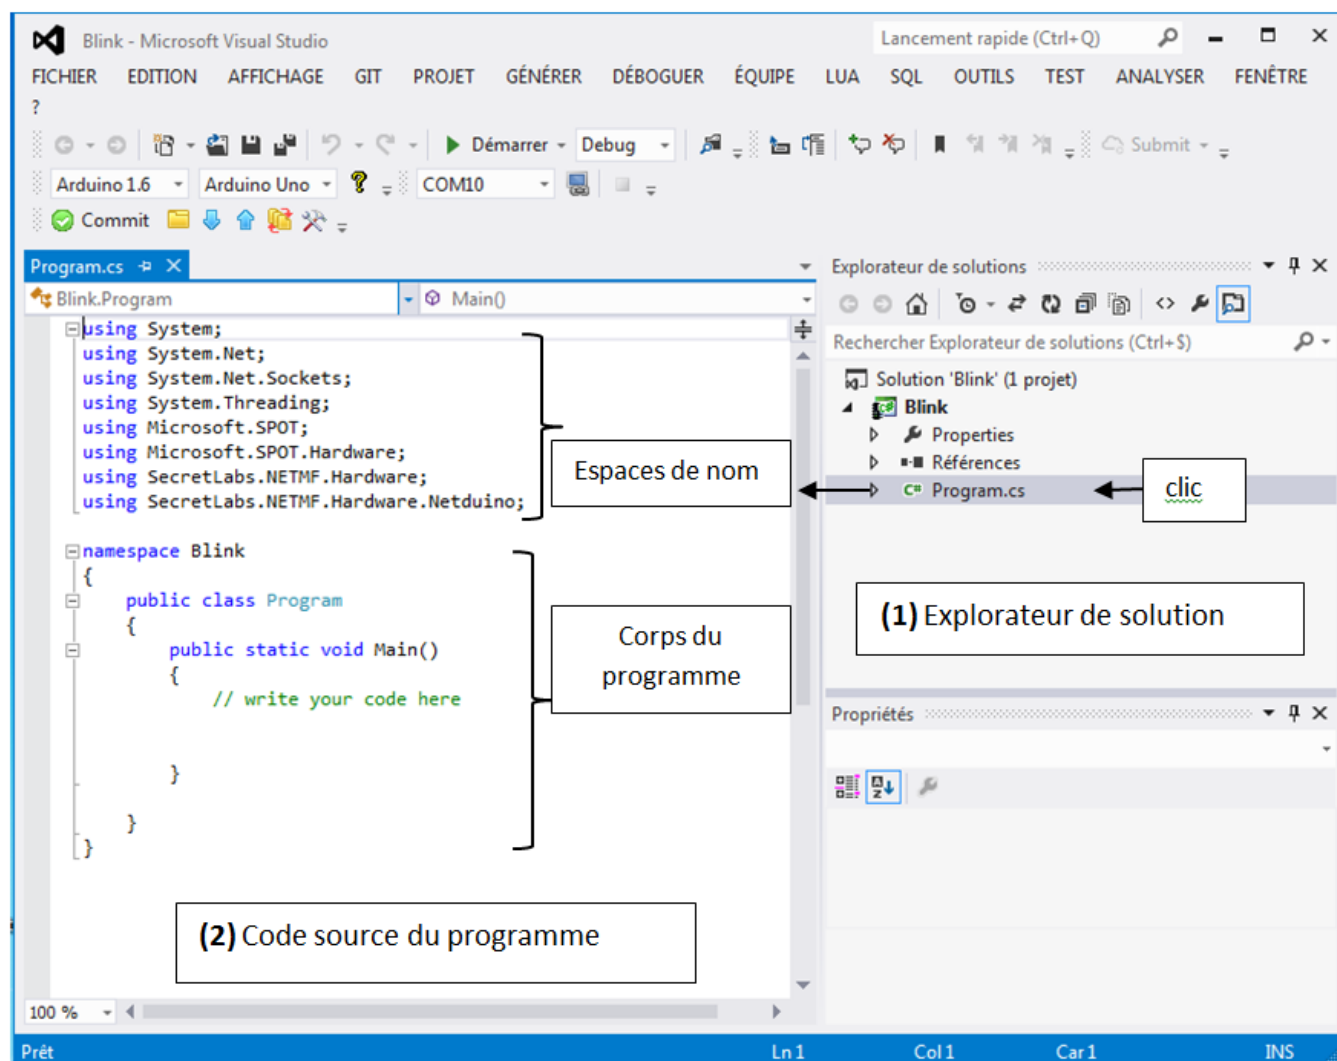 Blink - Microsoft Visual Studio
Lancement rapide (Ctrl+Q)
FICHIER EDITION AFFICHAGE GIT PROJET GÉNÉRER DÉBOGUER ÉQUIPE LUA SQL OUTILS TEST ANALYSER FENÊTRE
?
Démarrer Debug Submit
Arduino 1.6 Arduino Uno ? COM10
Commit
Program.cs
Blink.Program Main()
using System;
using System.Net;
using System.Net.Sockets;
using System.Threading;
using Microsoft.SPOT;
using Microsoft.SPOT.Hardware;
using SecretLabs.NETMF.Hardware;
using SecretLabs.NETMF.Hardware.Netduino;
Espaces de nom
namespace Blink
{
public class Program
{
public static void Main()
{
// write your code here
}
}
}
Corps du
programme
(2) Code source du programme
100 %
Explorateur de solutions
Rechercher Explorateur de solutions (Ctrl+$)
Solution 'Blink' (1 projet)
C# Blink
Properties
Références
C# Program.cs
clic
(1) Explorateur de solution
Propriétés
A
Z
Prêt Ln 1 Col 1 Car 1 INS